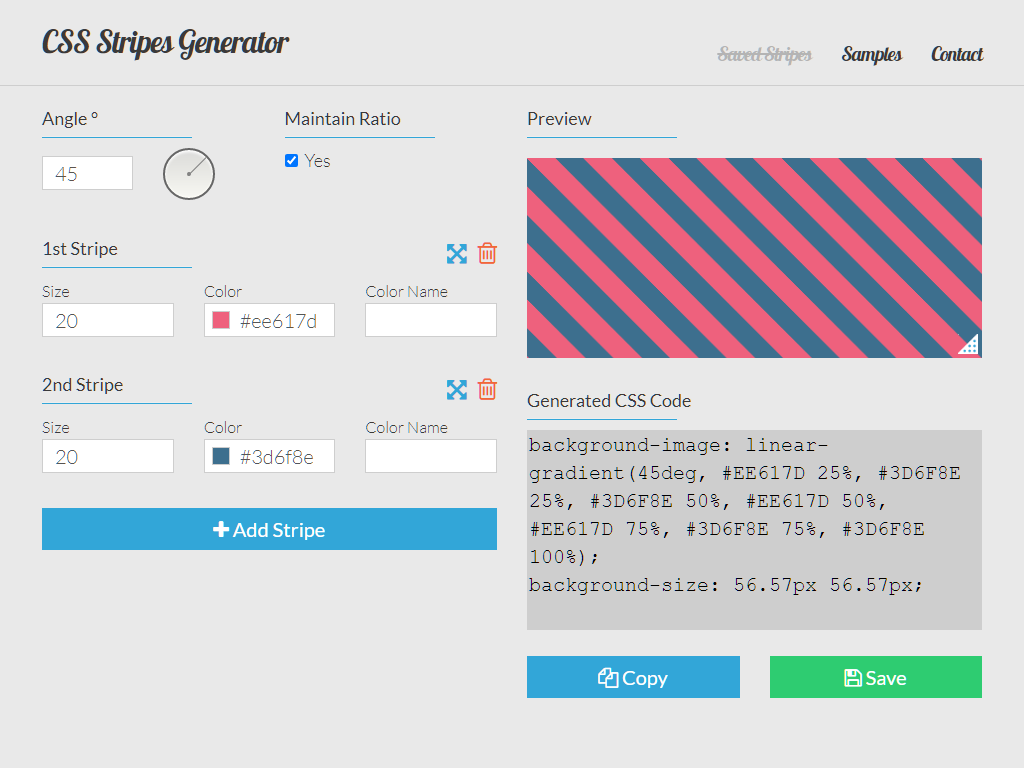 CSS Stripes Generator
Saved Stripes Samples Contact
Angle °
45
Maintain Ratio
Yes
1st Stripe
Size Color Color Name
20 #ee617d
2nd Stripe
Size Color Color Name
20 #3d6f8e
Add Stripe
Preview
Generated CSS Code
background-image: linear-
gradient(45deg, #EE617D 25%, #3D6F8E
25%, #3D6F8E 50%, #EE617D 50%,
#EE617D 75%, #3D6F8E 75%, #3D6F8E
100%);
background-size: 56.57px 56.57px;
Copy Save